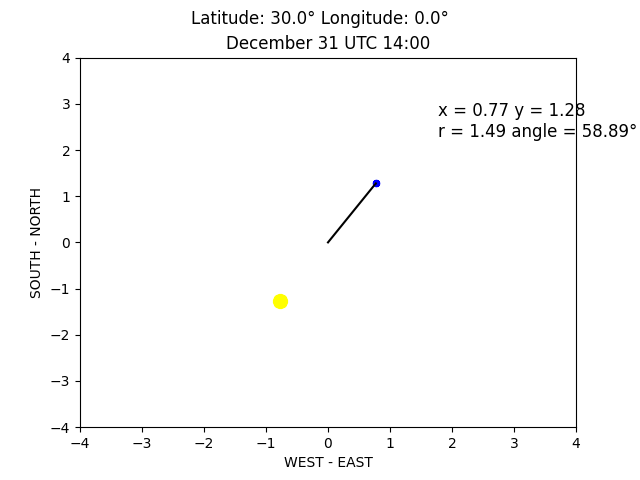 Latitude: 30.0° Longitude: 0.0°
December 31 UTC 14:00
x = 0.77 y = 1.28
r = 1.49 angle = 58.89°
4
3
2
1
0
−1
−2
−3
−4
SOUTH - NORTH
−4 −3 −2 −1 0 1 2 3 4
WEST - EAST